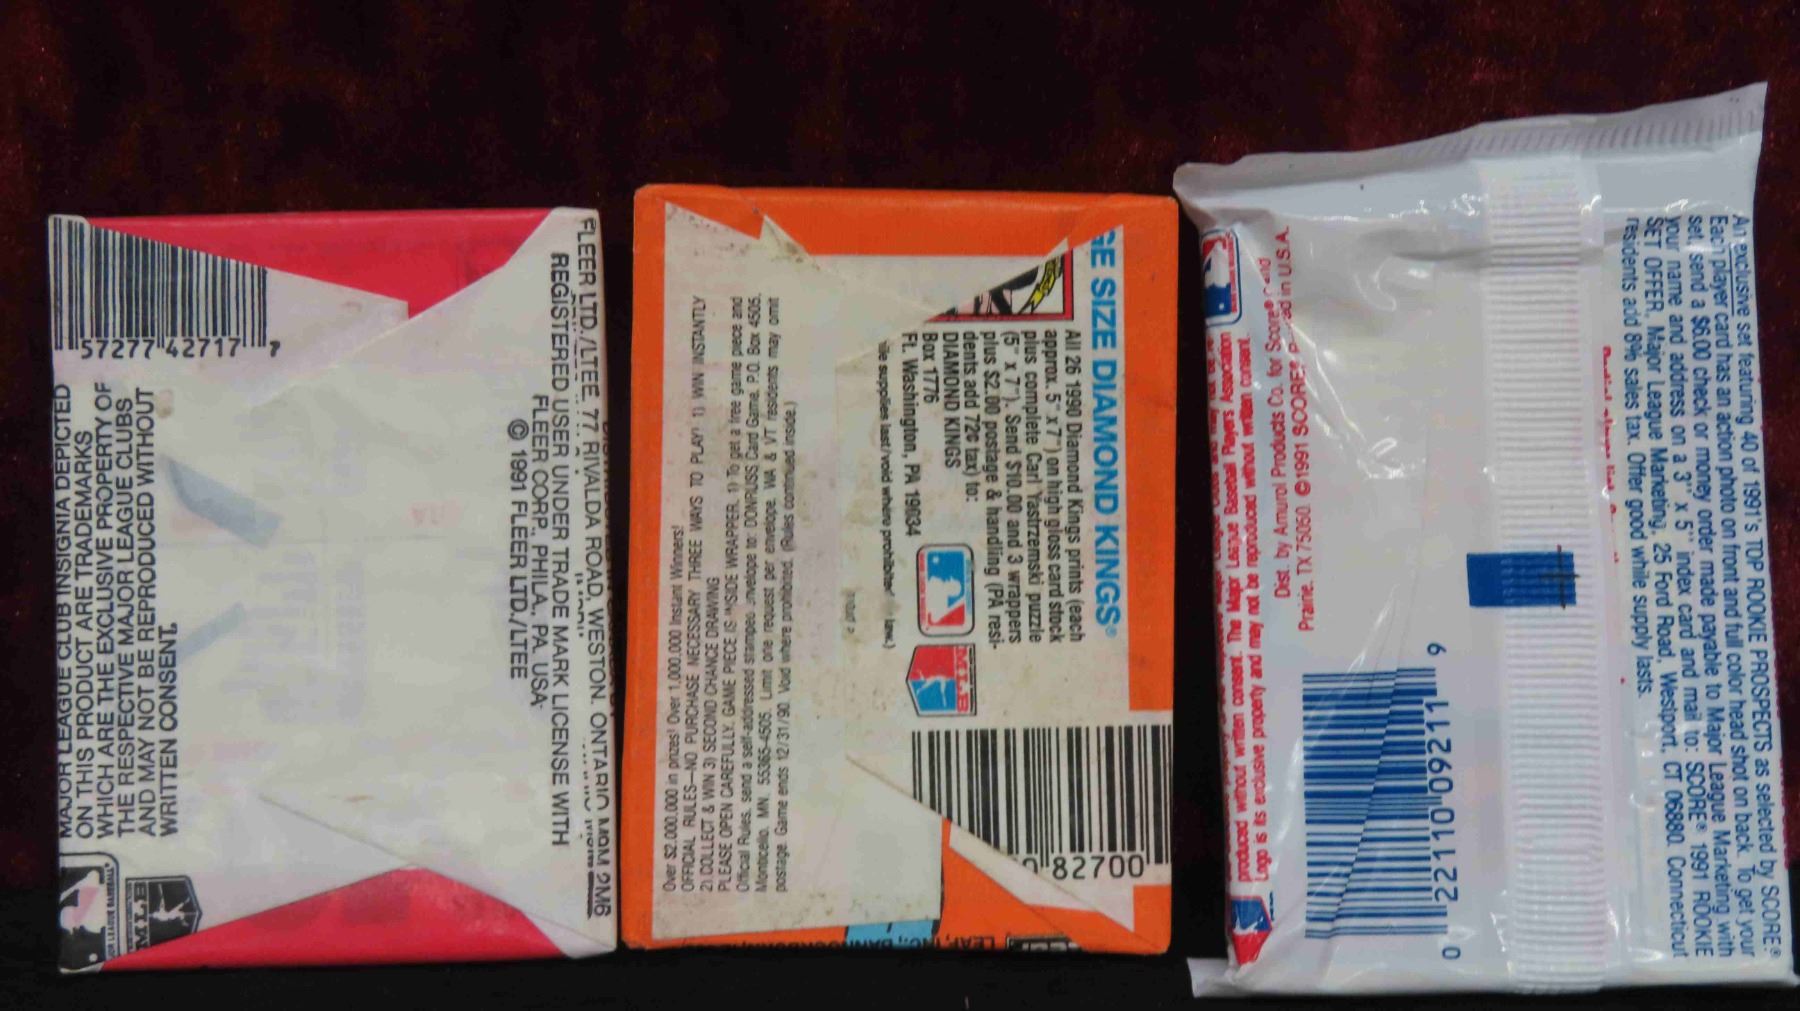 57277 42717 7
MAJOR LEAGUE CLUB INSIGNIA DEPICTED
ON THIS PRODUCT ARE TRADEMARKS
WHICH ARE THE EXCLUSIVE PROPERTY OF
THE RESPECTIVE MAJOR LEAGUE CLUBS
AND MAY NOT BE REPRODUCED WITHOUT
WRITTEN CONSENT.
MLB
FLEER LTD./LTEE. 77 RIVALDA ROAD, WESTON. ONTARIO M9M 2M6
REGISTERED USER UNDER TRADE MARK LICENSE WITH
FLEER CORP., PHILA. PA. USA
© 1991 FLEER LTD./LTEE
GE SIZE DIAMOND KINGS®
All 26 1990 Diamond Kings prints (each
approx. 5" x 7") on high gloss card stock
plus complete Carl Yastrzemski puzzle
(5" x 7"). Send $10.00 and 3 wrappers
plus $2.00 postage & handling (PA resi-
dents add 72¢ tax) to:
DIAMOND KINGS
Box 1776
Ft. Washington, PA 19034
while supplies last/void where prohibited law.)
MLB
82700
Over $2,000,000 in prizes! Over 1,000,000 Instant Winners!
OFFICIAL RULES—NO PURCHASE NECESSARY THREE WAYS TO PLAY! 1) WIN INSTANTLY
2) COLLECT & WIN 3) SECOND CHANCE DRAWING
PLEASE OPEN CAREFULLY. GAME PIECE IS INSIDE WRAPPER. 1) To get a free game piece and
Official Rules, send a self-addressed stamped envelope to: DONRUSS Card Game, P.O. Box 4505,
Monticello, MN. 55365-4505. Limit one request per envelope. WA & VT residents may omit
postage. Game ends 12/31/90. Void where prohibited. (Rules continued inside.)
An exclusive set featuring 40 of 1991's TOP ROOKIE PROSPECTS as selected by SCORE®.
Each player card has an action photo on front and full color head shot on back. To get your
set send a $6.00 check or money order made payable to Major League Marketing with
your name and address on a 3" x 5" index card and mail to: SCORE® 1991 ROOKIE
SET OFFER, Major League Marketing, 25 Ford Road, Westport, CT 06880. Connecticut
residents add 8% sales tax. Offer good while supply lasts.
0 22110 09211 9
Dist. by Amurol Products Co. for Score® Grand
Prairie, TX 75050. © 1991 SCORE® Printed in U.S.A.
produced without written consent. The Major League Baseball Players Association
logo is its exclusive property and may not be reproduced without written consent.